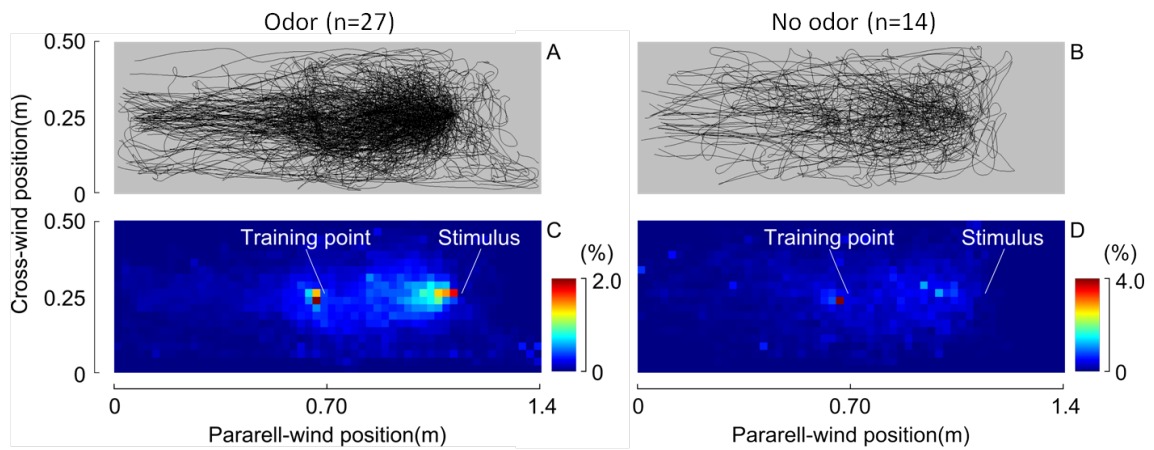 Odor (n=27)
No odor (n=14)
0.50
0.25
0
A
B
Cross-wind position(m)
0.50
0.25
0
Training point
Stimulus
C
(%)
2.0
0
Training point
Stimulus
D
(%)
4.0
0
0
0.70
1.4
0
0.70
1.4
Pararell-wind position(m)
Pararell-wind position(m)